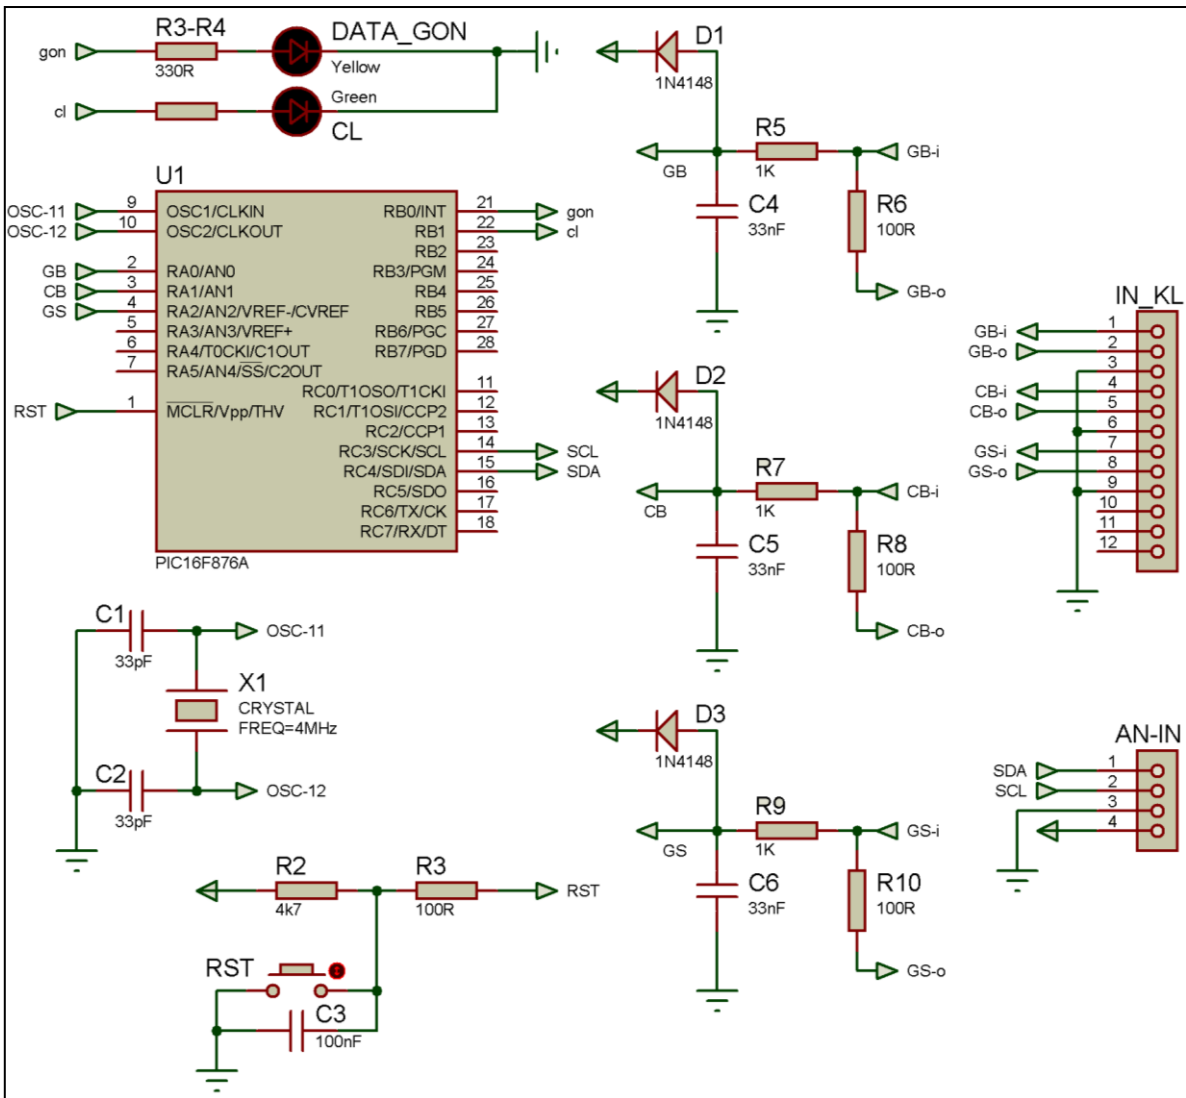 R3-R4
DATA_GON
gon
330R
Yellow
cl
Green
CL
U1
OSC-11
9
OSC1/CLKIN
OSC-12
10
OSC2/CLKOUT
GB
2
RA0/AN0
CB
3
RA1/AN1
GS
4
RA2/AN2/VREF-/CVREF
5
RA3/AN3/VREF+
6
RA4/T0CKI/C1OUT
7
RA5/AN4/SS/C2OUT
RST
1
MCLR/Vpp/THV
RB0/INT
21
gon
RB1
22
cl
RB2
23
RB3/PGM
24
RB4
25
RB5
26
RB6/PGC
27
RB7/PGD
28
RC0/T1OSO/T1CKI
11
RC1/T1OSI/CCP2
12
RC2/CCP1
13
RC3/SCK/SCL
14
SCL
RC4/SDI/SDA
15
SDA
RC5/SDO
16
RC6/TX/CK
17
RC7/RX/DT
18
PIC16F876A
C1
33pF
OSC-11
X1
CRYSTAL
FREQ=4MHz
C2
33pF
OSC-12
R2
4k7
R3
100R
RST
RST
C3
100nF
D1
1N4148
R5
1K
GB-i
GB
C4
33nF
R6
100R
GB-o
D2
1N4148
R7
1K
CB-i
CB
C5
33nF
R8
100R
CB-o
D3
1N4148
R9
1K
GS-i
GS
C6
33nF
R10
100R
GS-o
IN_KL
GB-i
1
GB-o
2
3
CB-i
4
CB-o
5
6
GS-i
7
GS-o
8
9
10
11
12
AN-IN
SDA
1
SCL
2
3
4